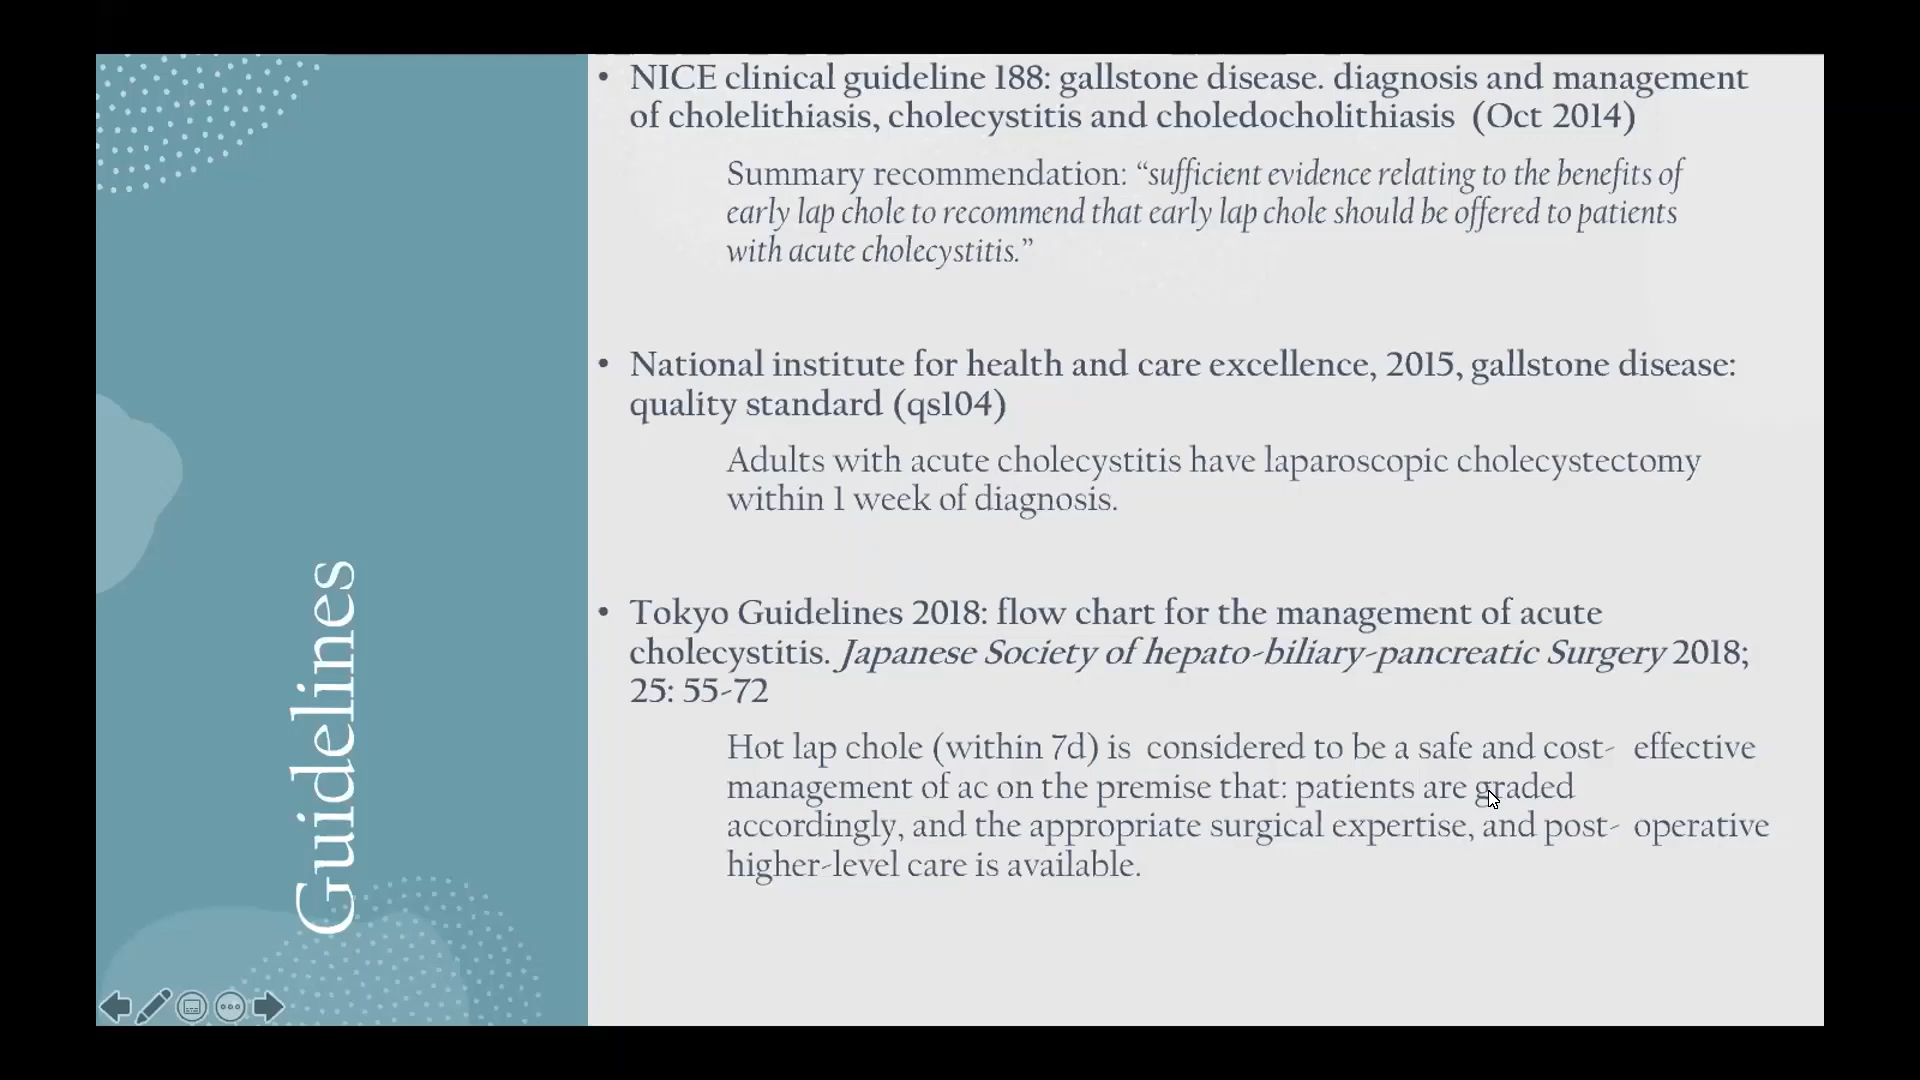 Guidelines
• NICE clinical guideline 188: gallstone disease. diagnosis and management
of cholelithiasis, cholecystitis and choledocholithiasis (Oct 2014)
Summary recommendation: “sufficient evidence relating to the benefits of
early lap chole to recommend that early lap chole should be offered to patients
with acute cholecystitis.”
• National institute for health and care excellence, 2015, gallstone disease:
quality standard (qs104)
Adults with acute cholecystitis have laparoscopic cholecystectomy
within 1 week of diagnosis.
• Tokyo Guidelines 2018: flow chart for the management of acute
cholecystitis. Japanese Society of hepato-biliary-pancreatic Surgery 2018;
25: 55-72
Hot lap chole (within 7d) is considered to be a safe and cost- effective
management of ac on the premise that: patients are graded
accordingly, and the appropriate surgical expertise, and post- operative
higher-level care is available.